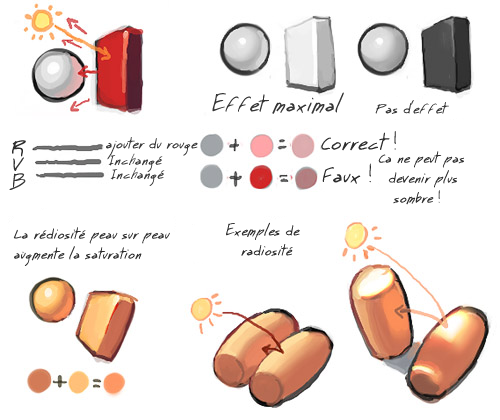 Effet maximal
Pas d'effet
R ajouter du rouge
V Inchangé
B Inchangé
+ = Correct!
+ = Faux!
Ca ne peut pas
devenir plus
sombre!
La rédiosité peau sur peau
augmente la saturation
+ =
Exemples de
radiosité